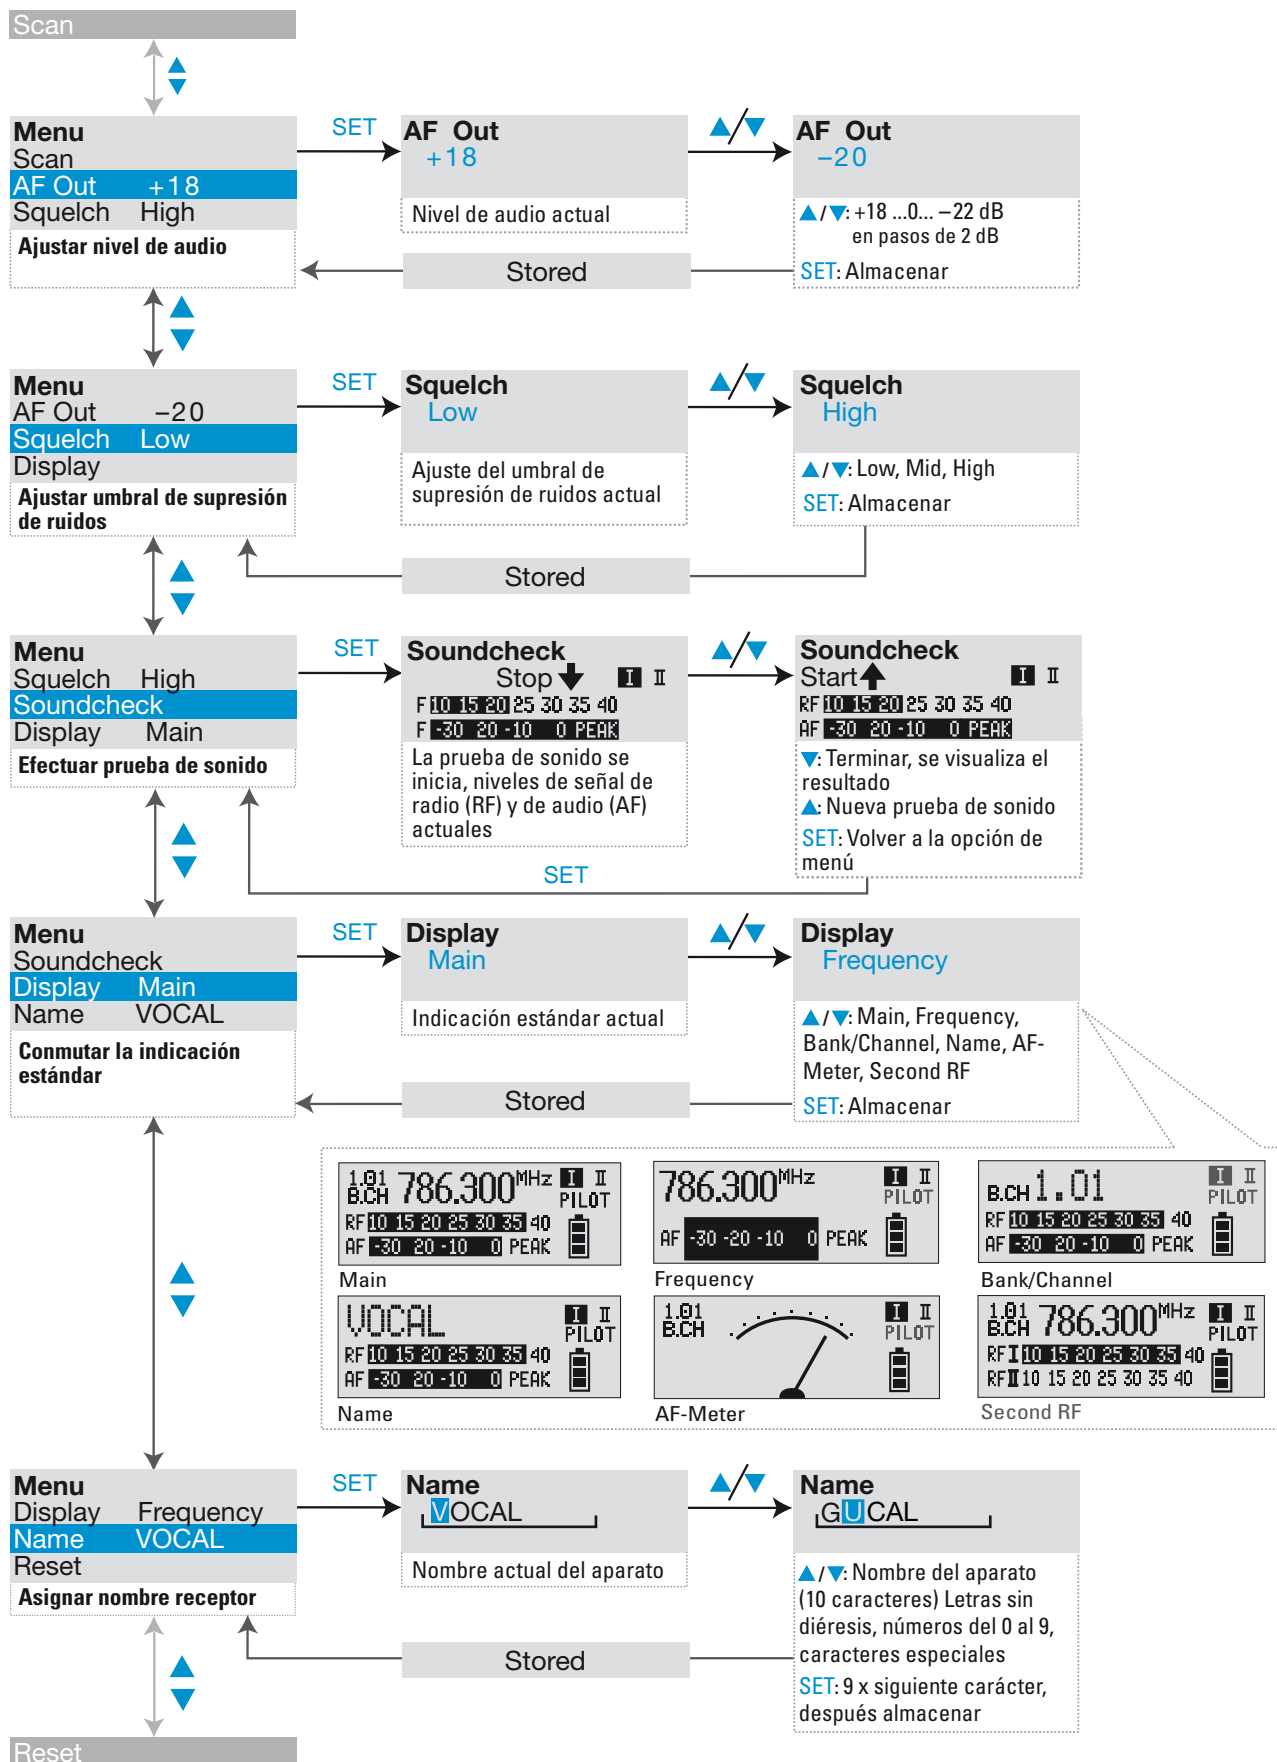 Scan
Menu
Scan
AF Out +18
Squelch High
Ajustar nivel de audio
SET
AF Out
+18
Nivel de audio actual
▲/▼
AF Out
−20
▲/▼: +18 ...0... −22 dB
en pasos de 2 dB
SET: Almacenar
Stored
Menu
AF Out −20
Squelch Low
Display
Ajustar umbral de supresión
de ruidos
SET
Squelch
Low
Ajuste del umbral de
supresión de ruidos actual
▲/▼
Squelch
High
▲/▼: Low, Mid, High
SET: Almacenar
Stored
Menu
Squelch High
Soundcheck
Display Main
Efectuar prueba de sonido
SET
Soundcheck
Stop I II
F 10 15 20 25 30 35 40
F -30 20 -10 0 PEAK
La prueba de sonido se
inicia, niveles de señal de
radio (RF) y de audio (AF)
actuales
▲/▼
Soundcheck
Start I II
RF 10 15 20 25 30 35 40
AF -30 20 -10 0 PEAK
▼: Terminar, se visualiza el
resultado
▲: Nueva prueba de sonido
SET: Volver a la opción de
menú
SET
Menu
Soundcheck
Display Main
Name VOCAL
Conmutar la indicación
estándar
SET
Display
Main
Indicación estándar actual
▲/▼
Display
Frequency
▲/▼: Main, Frequency,
Bank/Channel, Name, AF-
Meter, Second RF
SET: Almacenar
Stored
1.01
B.CH 786.300 MHz I II
PILOT
RF 10 15 20 25 30 35 40
AF -30 20 -10 0 PEAK
Main
786.300 MHz I II
PILOT
AF -30 -20 -10 0 PEAK
Frequency
B.CH 1.01 I II
PILOT
RF 10 15 20 25 30 35 40
AF -30 20 -10 0 PEAK
Bank/Channel
VOCAL I II
PILOT
RF 10 15 20 25 30 35 40
AF -30 20 -10 0 PEAK
Name
1.01
B.CH I II
PILOT
AF-Meter
1.01
B.CH 786.300 MHz I II
PILOT
RF I 10 15 20 25 30 35 40
RF II 10 15 20 25 30 35 40
Second RF
Menu
Display Frequency
Name VOCAL
Reset
Asignar nombre receptor
SET
Name
VOCAL
Nombre actual del aparato
▲/▼
Name
GUCAL
▲/▼: Nombre del aparato
(10 caracteres) Letras sin
diéresis, números del 0 al 9,
caracteres especiales
SET: 9 x siguiente carácter,
después almacenar
Stored
Reset